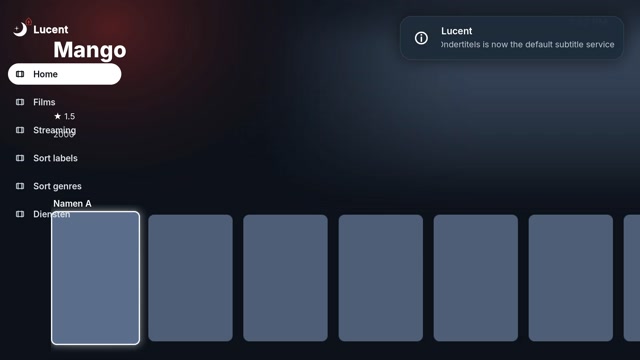 Lucent
Mango
Home
Films
★ 1.5
Streaming
2000
Sort labels
Sort genres
Namen A
Diensten
Lucent
Ondertitels is now the default subtitle service